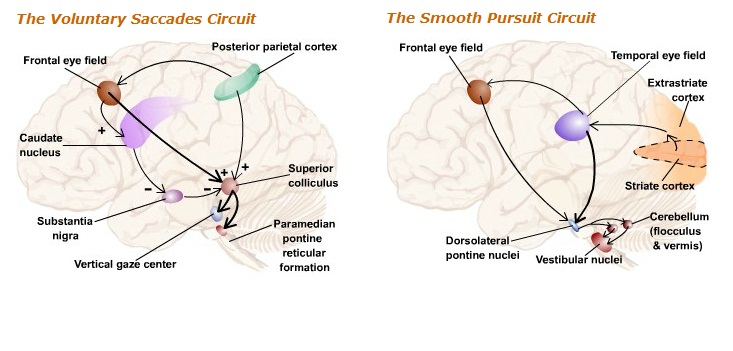 The Voluntary Saccades Circuit
Frontal eye field
Posterior parietal cortex
+
Caudate
nucleus
+
+
Superior
colliculus
-
-
Substantia
nigra
Paramedian
pontine
reticular
formation
Vertical gaze center
The Smooth Pursuit Circuit
Frontal eye field
Temporal eye field
Extrastriate
cortex
Striate cortex
Cerebellum
(flocculus
& vermis)
Dorsolateral
pontine nuclei
Vestibular nuclei